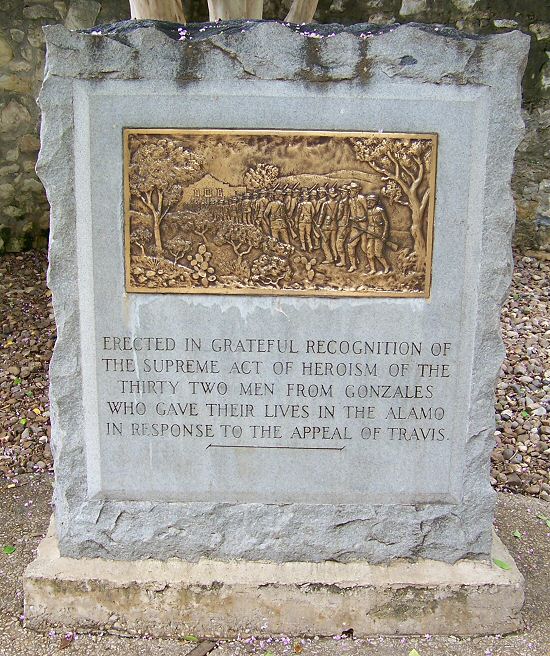 ERECTED IN GRATEFUL RECOGNITION OF
THE SUPREME ACT OF HEROISM OF THE
THIRTY TWO MEN FROM GONZALES
WHO GAVE THEIR LIVES IN THE ALAMO
IN RESPONSE TO THE APPEAL OF TRAVIS.